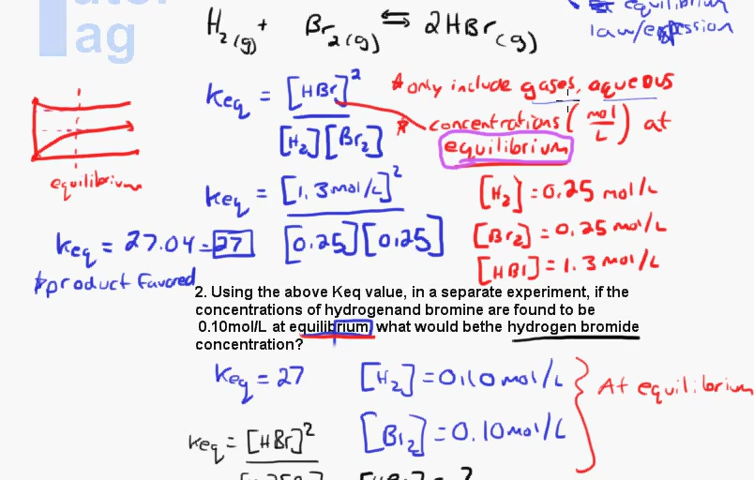 ag
H2(g) + Br2(g) ⇋ 2HBr(g)
equilibrium
law/expression
Keq = [HBr]²
[H2][Br2]
* only include gases, aqueous
* concentrations (mol/L) at
equilibrium
equilibrium
Keq = [1.3 mol/L]²
[0.25][0.25]
[H2] = 0.25 mol/L
[Br2] = 0.25 mol/L
[HBr] = 1.3 mol/L
Keq = 27.04 = 27
*product favored
2. Using the above Keq value, in a separate experiment, if the
concentrations of hydrogenand bromine are found to be
0.10mol/L at equilibrium, what would bethe hydrogen bromide
concentration?
Keq = 27
[H2] = 0.10 mol/L
At equilibrium
[Br2] = 0.10 mol/L
Keq = [HBr]²